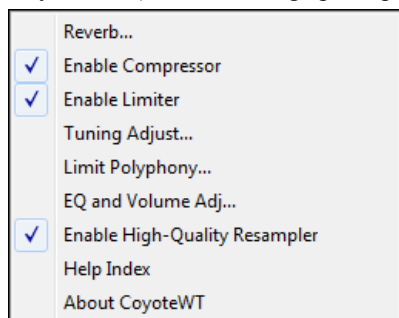 Reverb...
Enable Compressor
Enable Limiter
Tuning Adjust...
Limit Polyphony...
EQ and Volume Adj...
Enable High-Quality Resampler
Help Index
About CoyoteWT